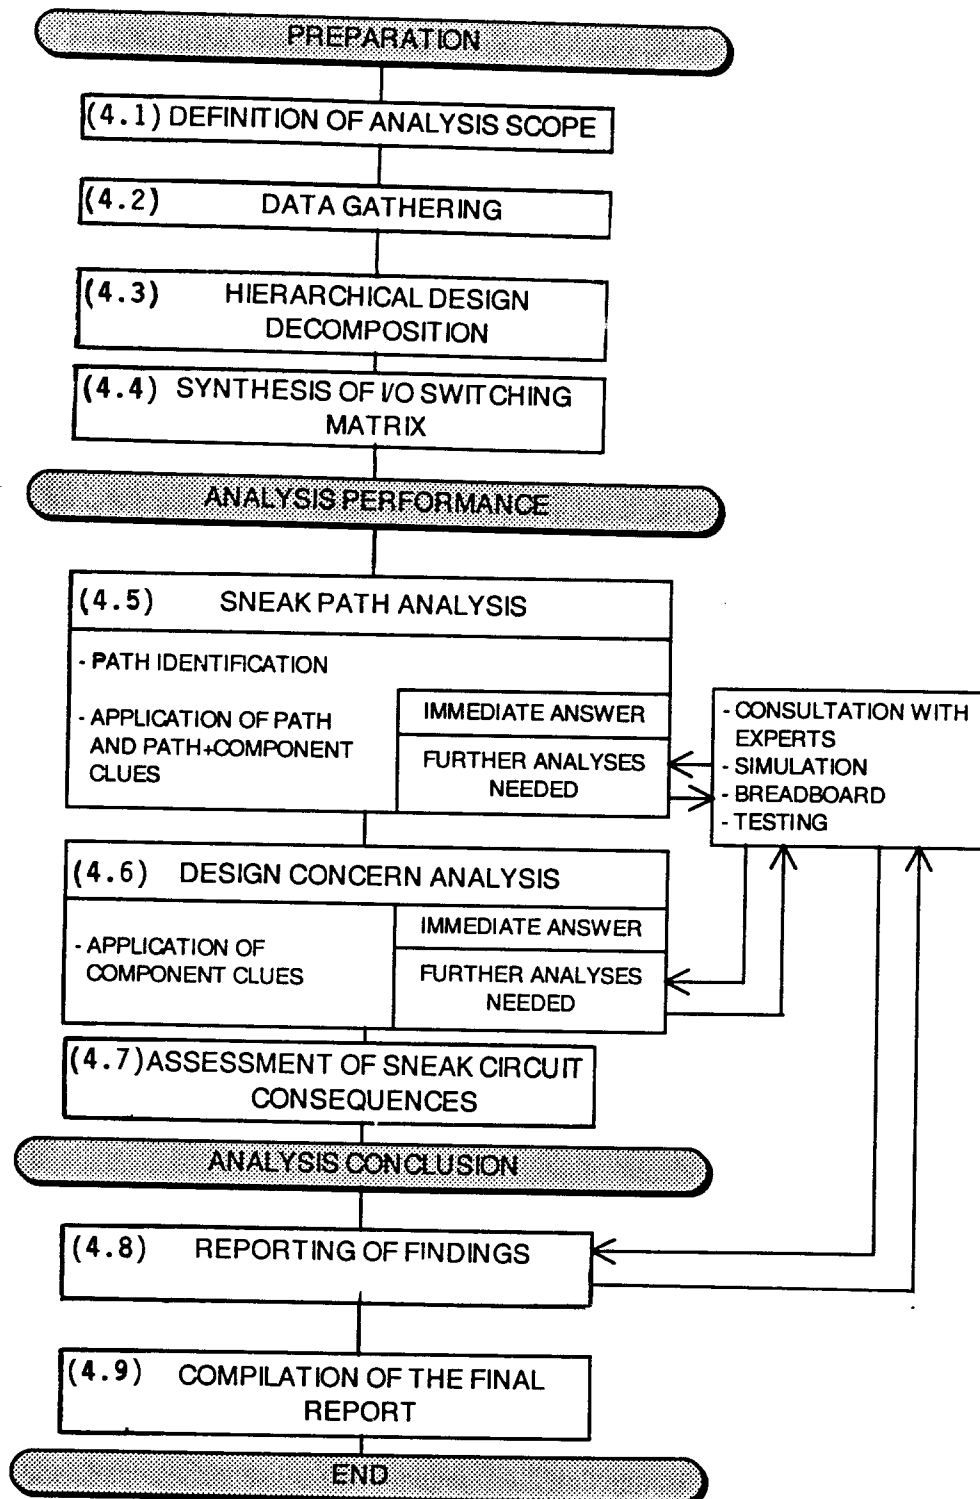 PREPARATION
(4.1) DEFINITION OF ANALYSIS SCOPE
(4.2) DATA GATHERING
(4.3) HIERARCHICAL DESIGN
DECOMPOSITION
(4.4) SYNTHESIS OF I/O SWITCHING
MATRIX
ANALYSIS PERFORMANCE
(4.5) SNEAK PATH ANALYSIS
- PATH IDENTIFICATION
- APPLICATION OF PATH
AND PATH+COMPONENT
CLUES
IMMEDIATE ANSWER
FURTHER ANALYSES
NEEDED
- CONSULTATION WITH
EXPERTS
- SIMULATION
- BREADBOARD
- TESTING
(4.6) DESIGN CONCERN ANALYSIS
- APPLICATION OF
COMPONENT CLUES
IMMEDIATE ANSWER
FURTHER ANALYSES
NEEDED
(4.7) ASSESSMENT OF SNEAK CIRCUIT
CONSEQUENCES
ANALYSIS CONCLUSION
(4.8) REPORTING OF FINDINGS
(4.9) COMPILATION OF THE FINAL
REPORT
END